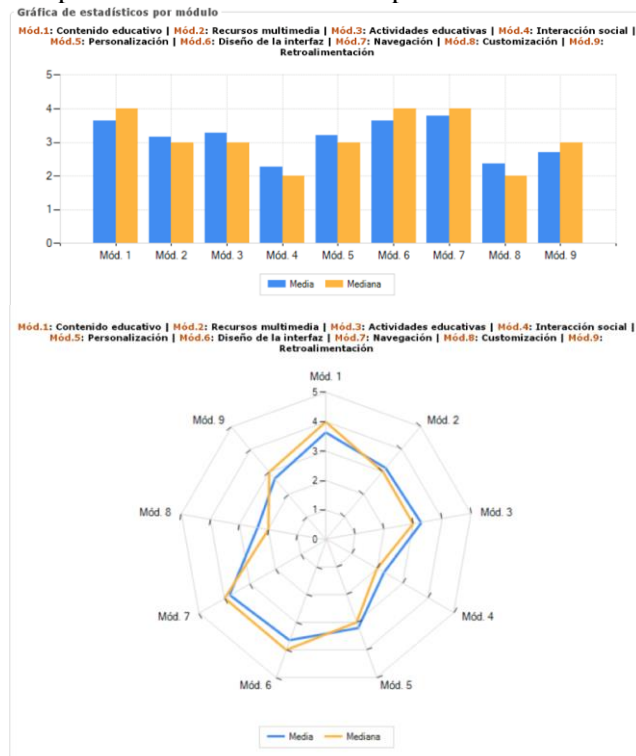 Gráfica de estadísticos por módulo
Mód.1: Contenido educativo | Mód.2: Recursos multimedia | Mód.3: Actividades educativas | Mód.4: Interacción social |
Mód.5: Personalización | Mód.6: Diseño de la interfaz | Mód.7: Navegación | Mód.8: Customización | Mód.9:
Retroalimentación
5
4
3
2
1
0
Mód. 1 Mód. 2 Mód. 3 Mód. 4 Mód. 5 Mód. 6 Mód. 7 Mód. 8 Mód. 9
Media Mediana
Mód.1: Contenido educativo | Mód.2: Recursos multimedia | Mód.3: Actividades educativas | Mód.4: Interacción social |
Mód.5: Personalización | Mód.6: Diseño de la interfaz | Mód.7: Navegación | Mód.8: Customización | Mód.9:
Retroalimentación
Mód. 1
5
Mód. 9 Mód. 2
4
3
2
Mód. 8 Mód. 3
1
0
Mód. 7 Mód. 4
Mód. 6 Mód. 5
Media Mediana